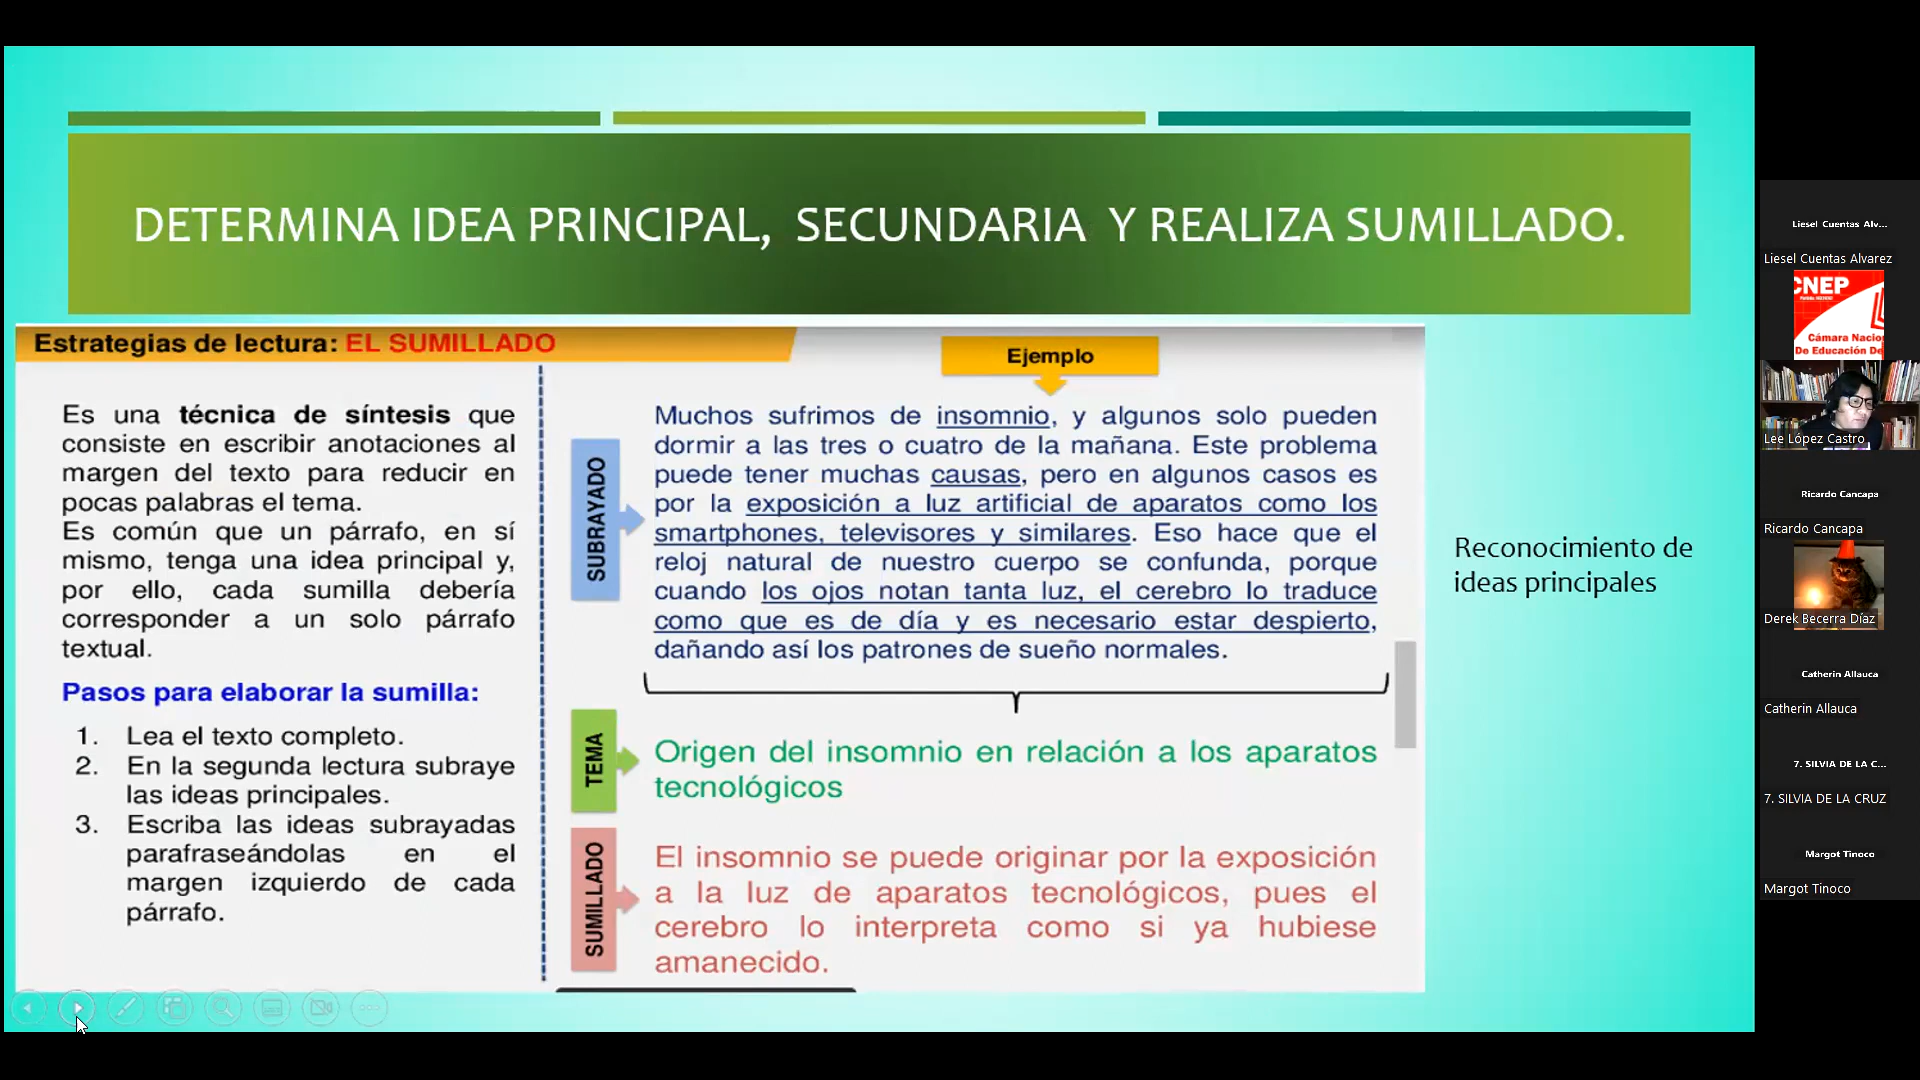 DETERMINA IDEA PRINCIPAL, SECUNDARIA Y REALIZA SUMILLADO.
Estrategias de lectura: EL SUMILLADO
Es una técnica de síntesis que
consiste en escribir anotaciones al
margen del texto para reducir en
pocas palabras el tema.
Es común que un párrafo, en sí
mismo, tenga una idea principal y,
por ello, cada sumilla debería
corresponder a un solo párrafo
textual.
Pasos para elaborar la sumilla:
1. Lea el texto completo.
2. En la segunda lectura subraye
las ideas principales.
3. Escriba las ideas subrayadas
parafraseándolas en el
margen izquierdo de cada
párrafo.
Ejemplo
SUBRAYADO
Muchos sufrimos de insomnio, y algunos solo pueden
dormir a las tres o cuatro de la mañana. Este problema
puede tener muchas causas, pero en algunos casos es
por la exposición a luz artificial de aparatos como los
smartphones, televisores y similares. Eso hace que el
reloj natural de nuestro cuerpo se confunda, porque
cuando los ojos notan tanta luz, el cerebro lo traduce
como que es de día y es necesario estar despierto,
dañando así los patrones de sueño normales.
TEMA
Origen del insomnio en relación a los aparatos
tecnológicos
SUMILLADO
El insomnio se puede originar por la exposición
a la luz de aparatos tecnológicos, pues el
cerebro lo interpreta como si ya hubiese
amanecido.
Reconocimiento de
ideas principales
Liesel Cuentas Alv...
Liesel Cuentas Alvarez
CNEP
Cámara Nacio
De Educación De
Lee López Castro
Ricardo Cancapa
Ricardo Cancapa
Derek Becerra Díaz
Catherin Allauca
Catherin Allauca
7. SILVIA DE LA C...
7. SILVIA DE LA CRUZ
Margot Tinoco
Margot Tinoco